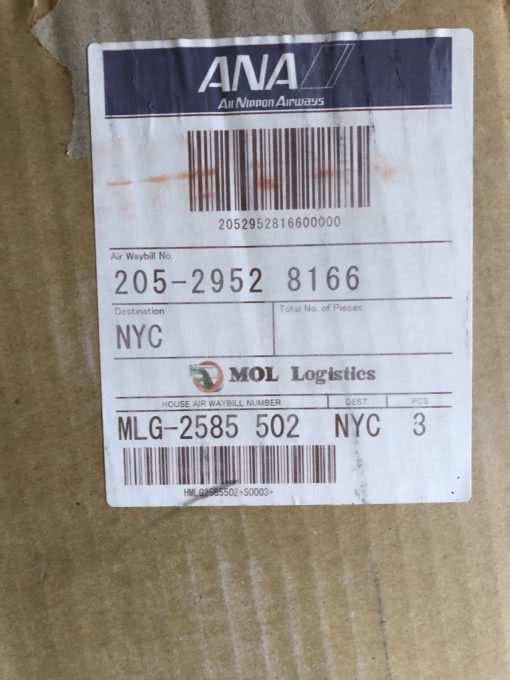 ANA
All Nippon Airways
2052952816600000
Air Waybill No.
205-2952 8166
Destination
Total No. of Pieces
NYC
MOL Logistics
HOUSE AIR WAYBILL NUMBER DEST PCS
MLG-2585 502 NYC 3
HMLG2585502+S0003+